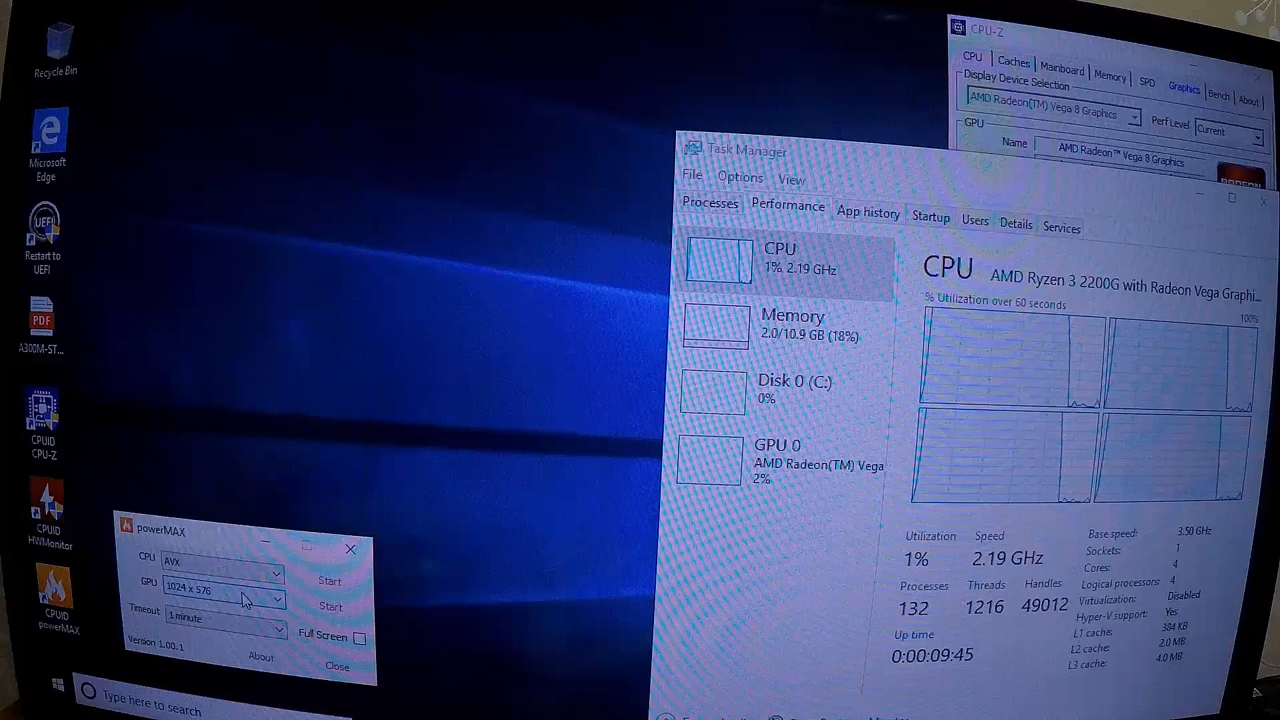 Recycle Bin
Microsoft
Edge
UEFI
Restart to
UEFI
PDF
A300M-ST...
CPUID
CPU-Z
CPUID
HWMonitor
CPUID
powerMAX
powerMAX
CPU AVX Start
GPU 1024 x 576 Start
Timeout 1 minute Full Screen
Version 1.00.1 About Close
Type here to search
CPU-Z
CPU Caches Mainboard Memory SPD Graphics Bench About
Display Device Selection
AMD Radeon(TM) Vega 8 Graphics Perf Level Current
GPU
Name AMD Radeon™ Vega 8 Graphics
Task Manager
File Options View
Processes Performance App history Startup Users Details Services
CPU
1% 2.19 GHz
Memory
2.0/10.9 GB (18%)
Disk 0 (C:)
0%
GPU 0
AMD Radeon(TM) Vega
2%
CPU AMD Ryzen 3 2200G with Radeon Vega Graphi...
% Utilization over 60 seconds 100%
Utilization Speed
1% 2.19 GHz
Processes Threads Handles
132 1216 49012
Up time
0:00:09:45
Base speed: 3.50 GHz
Sockets: 1
Cores: 4
Logical processors: 4
Virtualization: Disabled
Hyper-V support: Yes
L1 cache: 384 KB
L2 cache: 2.0 MB
L3 cache: 4.0 MB